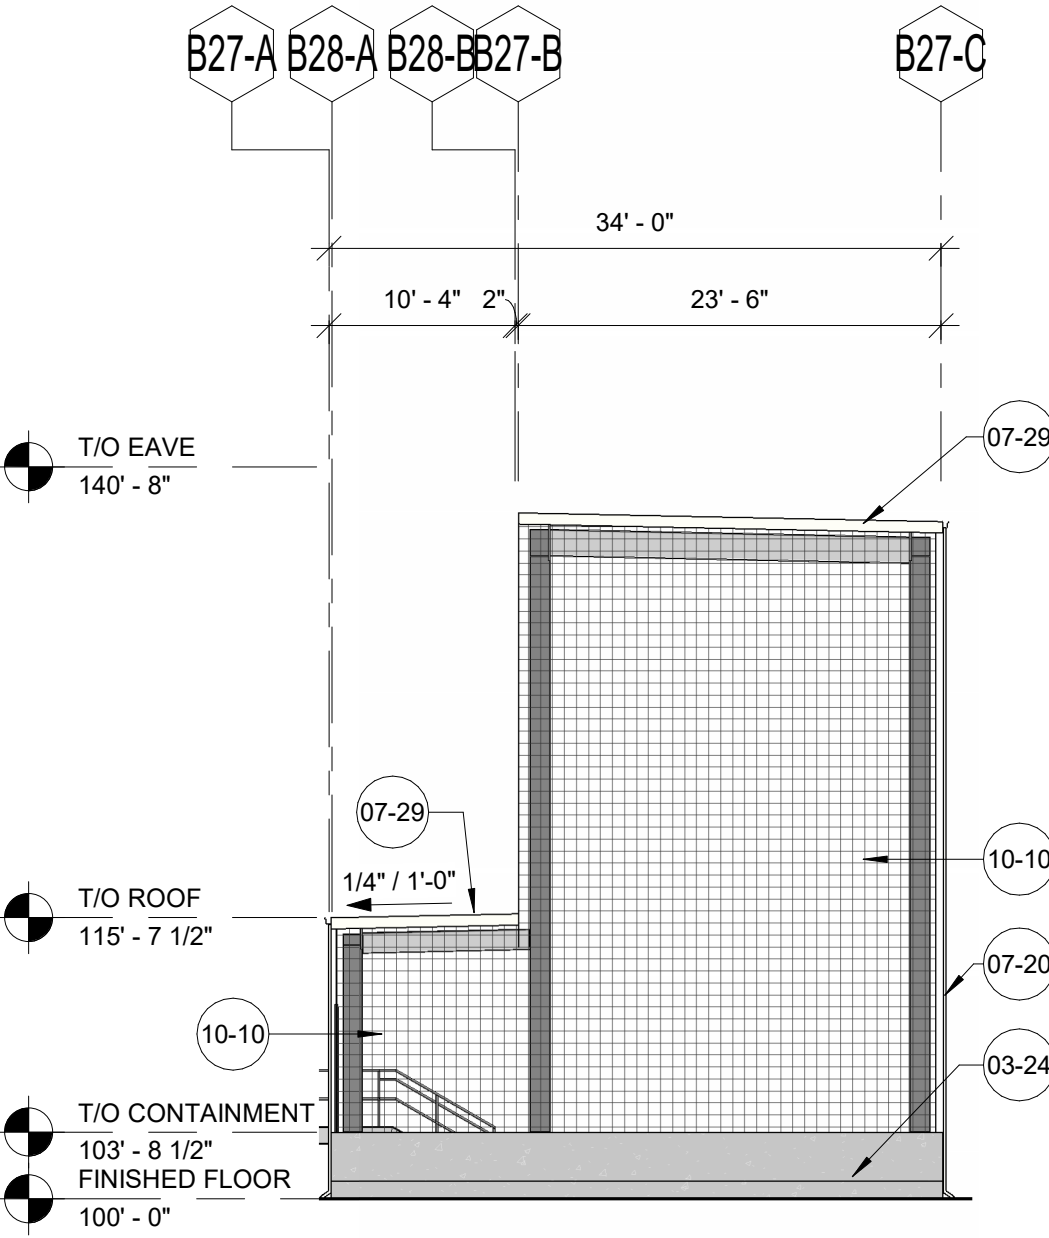 B27-A
B28-A
B28-B
B27-B
B27-C
34' - 0"
10' - 4"
2"
23' - 6"
T/O EAVE
140' - 8"
07-29
07-29
1/4" / 1'-0"
10-10
T/O ROOF
115' - 7 1/2"
07-20
10-10
03-24
T/O CONTAINMENT
103' - 8 1/2"
FINISHED FLOOR
100' - 0"